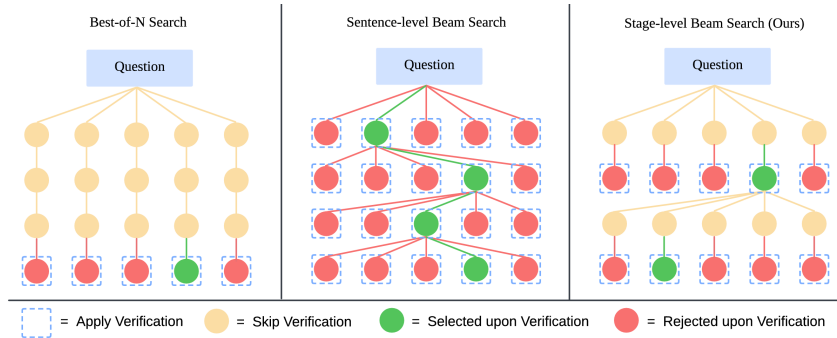 Best-of-N Search
Sentence-level Beam Search
Stage-level Beam Search (Ours)
Question
Question
Question
= Apply Verification
= Skip Verification
= Selected upon Verification
= Rejected upon Verification